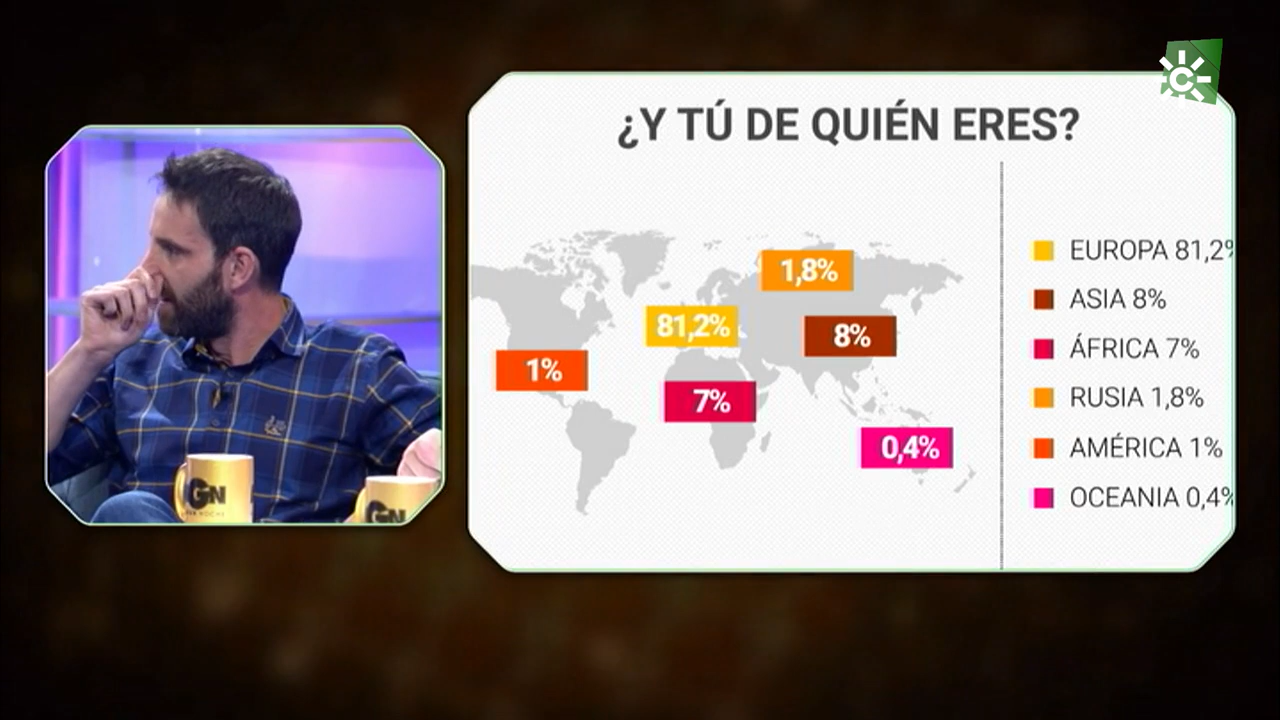 ¿Y TÚ DE QUIÉN ERES?
1,8%
81,2%
8%
1%
7%
0,4%
EUROPA 81,2%
ASIA 8%
ÁFRICA 7%
RUSIA 1,8%
AMÉRICA 1%
OCEANIA 0,4%
GN
GN
C